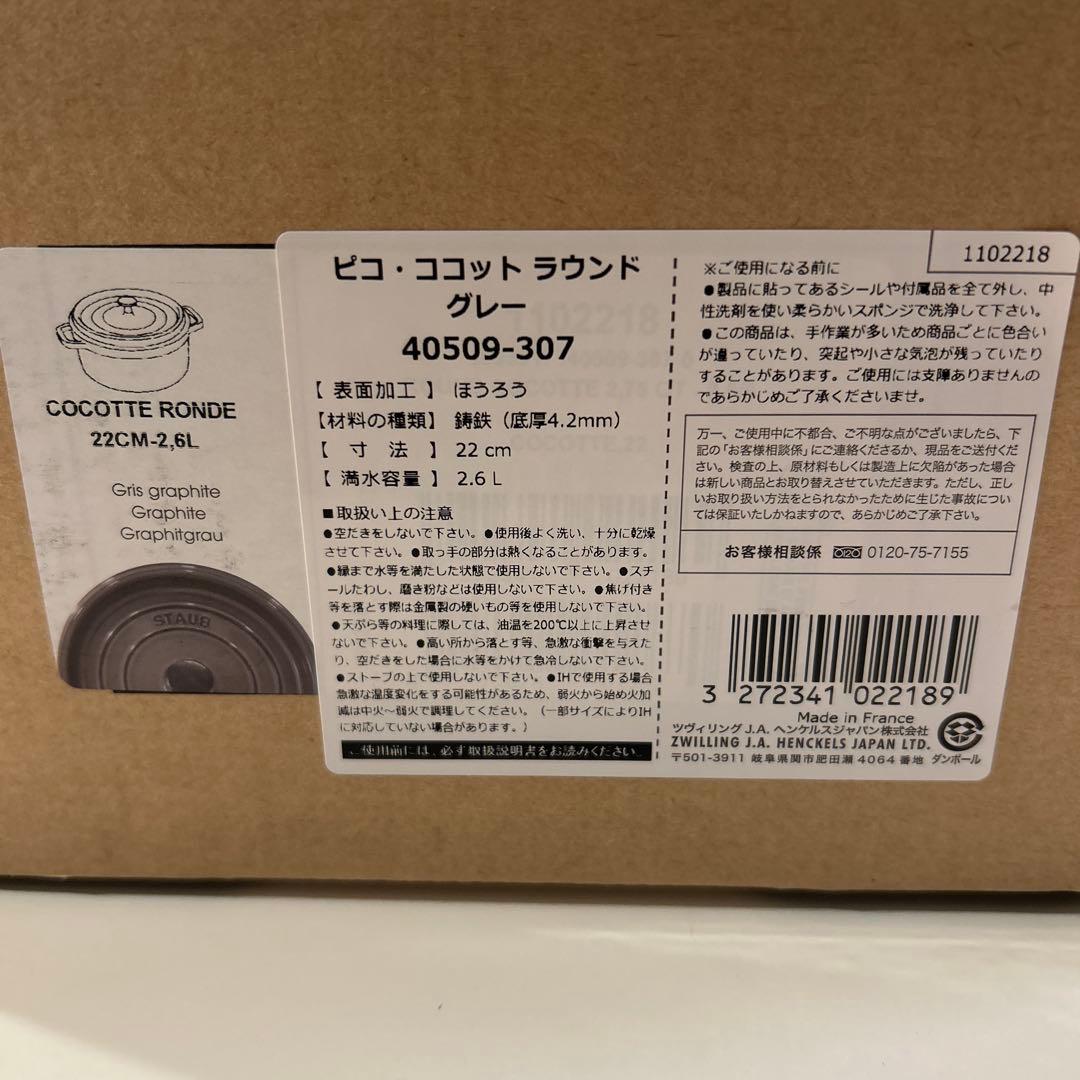 COCOTTE RONDE
22CM-2,6L
Gris graphite
Graphite
Graphitgrau
STAUB
ピコ・ココット ラウンド
グレー
40509-307
【 表面加工 】 ほうろう
【材料の種類】 鋳鉄（底厚4.2mm）
【 寸 法 】 22 cm
【 満水容量 】 2.6 L
■取扱い上の注意
●空だきをしないで下さい。●使用後よく洗い、十分に乾燥
させて下さい。●取っ手の部分は熱くなることがあります。
●縁まで水等を満たした状態で使用しないで下さい。●スチ
ールたわし、磨き粉などは使用しないで下さい。●焦げ付き
等を落とす際は金属製の硬いもの等を使用しないで下さい。
●天ぷら等の料理に際しては、油温を200℃以上に上昇させ
ないで下さい。●高い所から落とす等、急激な衝撃を与えた
り、空だきをした場合に水等をかけて急冷しないで下さい。
●ストーブの上で使用しないで下さい。●IHで使用する場合
急激な温度変化をする可能性があるため、弱火から始め火加
減は中火～弱火で調理してください。（一部サイズによりIH
に対応していない場合があります。）
ご使用前には、必ず取扱説明書をお読みください。
1102218
※ご使用になる前に
●製品に貼ってあるシールや付属品を全て外し、中
性洗剤を使い柔らかいスポンジで洗浄して下さい。
●この商品は、手作業が多いため商品ごとに色合い
が違っていたり、突起や小さな気泡が残っていたり
することがあります。ご使用には支障ありませんの
であらかじめご了承くださいませ。
万一、ご使用中に不都合、ご不明な点がございましたら、下
記の「お客様相談係」にご連絡くださるか、現品をご送付くだ
さい。検査の上、原材料もしくは製造上に欠陥があった場合
は新しい商品とお取り替えさせていただきます。ただし、正し
いお取り扱い方法をとられなかったために生じた事故につい
ては保証いたしかねますので、あらかじめご了承下さい。
お客様相談係 0120-75-7155
3 272341 022189
Made in France
ツヴィリング J.A. ヘンケルスジャパン株式会社
ZWILLING J.A. HENCKELS JAPAN LTD.
〒501-3911 岐阜県関市肥田瀬 4064 番地 ダンボール